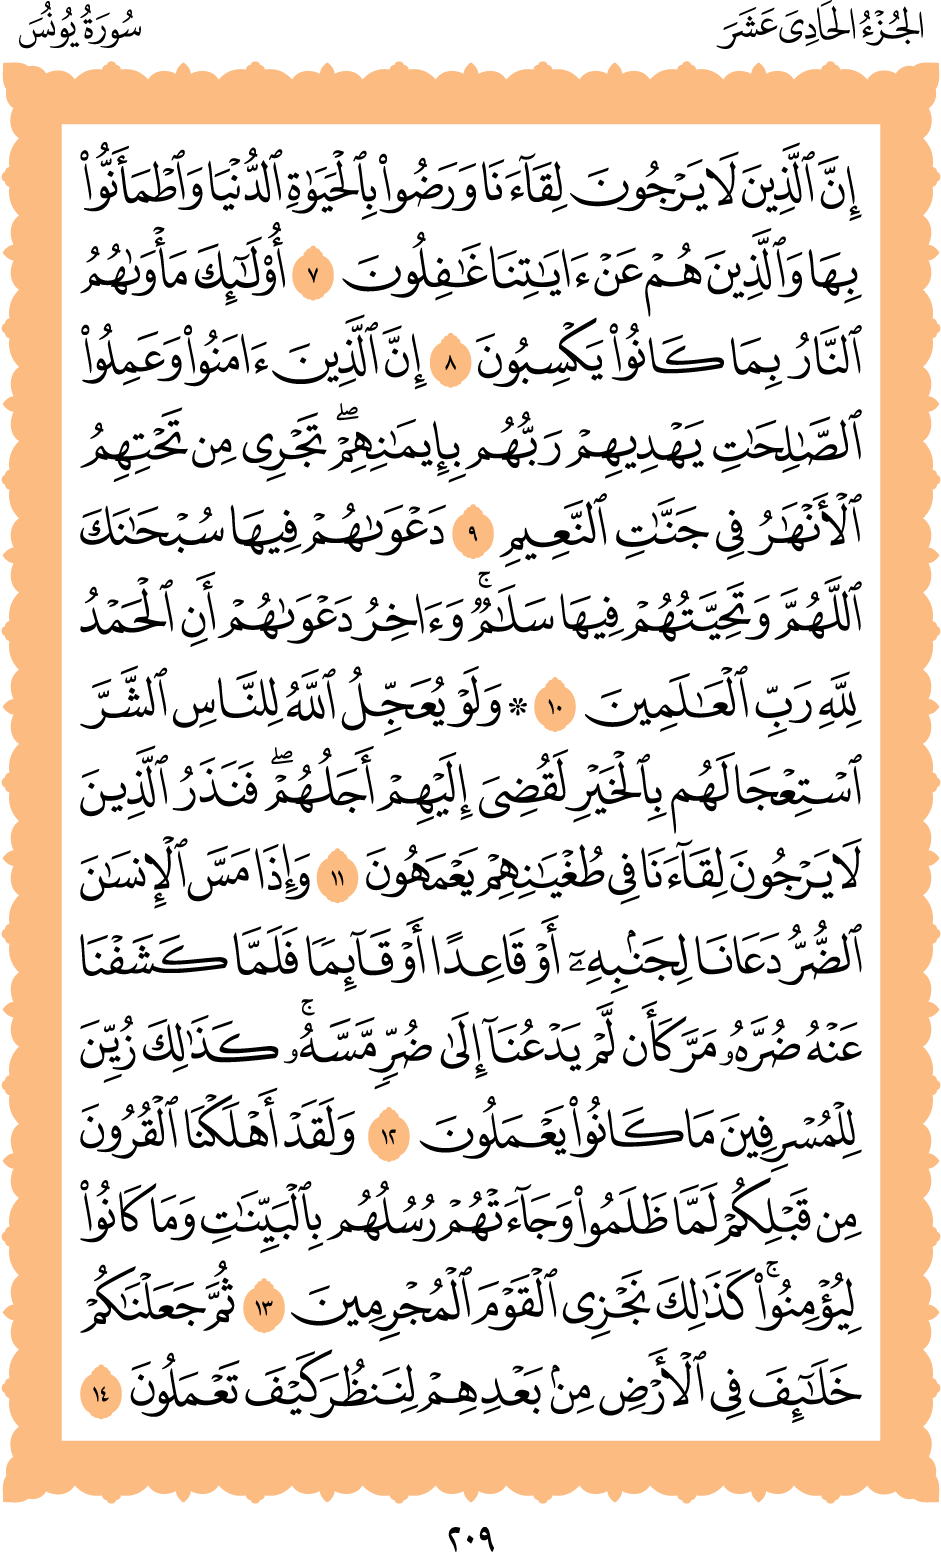 الجُزْءُ الحَادِيَ عَشَرَ
سُورَةُ يُونُسَ
إِنَّ ٱلَّذِينَ لَا يَرْجُونَ لِقَآءَنَا وَرَضُوا۟ بِٱلْحَيَوٰةِ ٱلدُّنْيَا وَٱطْمَأَنُّوا۟
بِهَا وَٱلَّذِينَ هُمْ عَنْ ءَايَٰتِنَا غَٰفِلُونَ ٧ أُو۟لَٰٓئِكَ مَأْوَىٰهُمُ
ٱلنَّارُ بِمَا كَانُوا۟ يَكْسِبُونَ ٨ إِنَّ ٱلَّذِينَ ءَامَنُوا۟ وَعَمِلُوا۟
ٱلصَّٰلِحَٰتِ يَهْدِيهِمْ رَبُّهُم بِإِيمَٰنِهِمْۖ تَجْرِى مِن تَحْتِهِمُ
ٱلْأَنْهَٰرُ فِى جَنَّٰتِ ٱلنَّعِيمِ ٩ دَعْوَىٰهُمْ فِيهَا سُبْحَٰنَكَ
ٱللَّهُمَّ وَتَحِيَّتُهُمْ فِيهَا سَلَٰمٌۚ وَءَاخِرُ دَعْوَىٰهُمْ أَنِ ٱلْحَمْدُ
لِلَّهِ رَبِّ ٱلْعَٰلَمِينَ ١٠ ۞ وَلَوْ يُعَجِّلُ ٱللَّهُ لِلنَّاسِ ٱلشَّرَّ
ٱسْتِعْجَالَهُم بِٱلْخَيْرِ لَقُضِىَ إِلَيْهِمْ أَجَلُهُمْۖ فَنَذَرُ ٱلَّذِينَ
لَا يَرْجُونَ لِقَآءَنَا فِى طُغْيَٰنِهِمْ يَعْمَهُونَ ١١ وَإِذَا مَسَّ ٱلْإِنسَٰنَ
ٱلضُّرُّ دَعَانَا لِجَنۢبِهِۦٓ أَوْ قَاعِدًا أَوْ قَآئِمًا فَلَمَّا كَشَفْنَا
عَنْهُ ضُرَّهُۥ مَرَّ كَأَن لَّمْ يَدْعُنَآ إِلَىٰ ضُرٍّ مَّسَّهُۥۚ كَذَٰلِكَ زُيِّنَ
لِلْمُسْرِفِينَ مَا كَانُوا۟ يَعْمَلُونَ ١٢ وَلَقَدْ أَهْلَكْنَا ٱلْقُرُونَ
مِن قَبْلِكُمْ لَمَّا ظَلَمُوا۟ وَجَآءَتْهُمْ رُسُلُهُم بِٱلْبَيِّنَٰتِ وَمَا كَانُوا۟
لِيُؤْمِنُوا۟ۚ كَذَٰلِكَ نَجْزِى ٱلْقَوْمَ ٱلْمُجْرِمِينَ ١٣ ثُمَّ جَعَلْنَٰكُمْ
خَلَٰٓئِفَ فِى ٱلْأَرْضِ مِنۢ بَعْدِهِمْ لِنَنظُرَ كَيْفَ تَعْمَلُونَ ١٤
٢٠٩